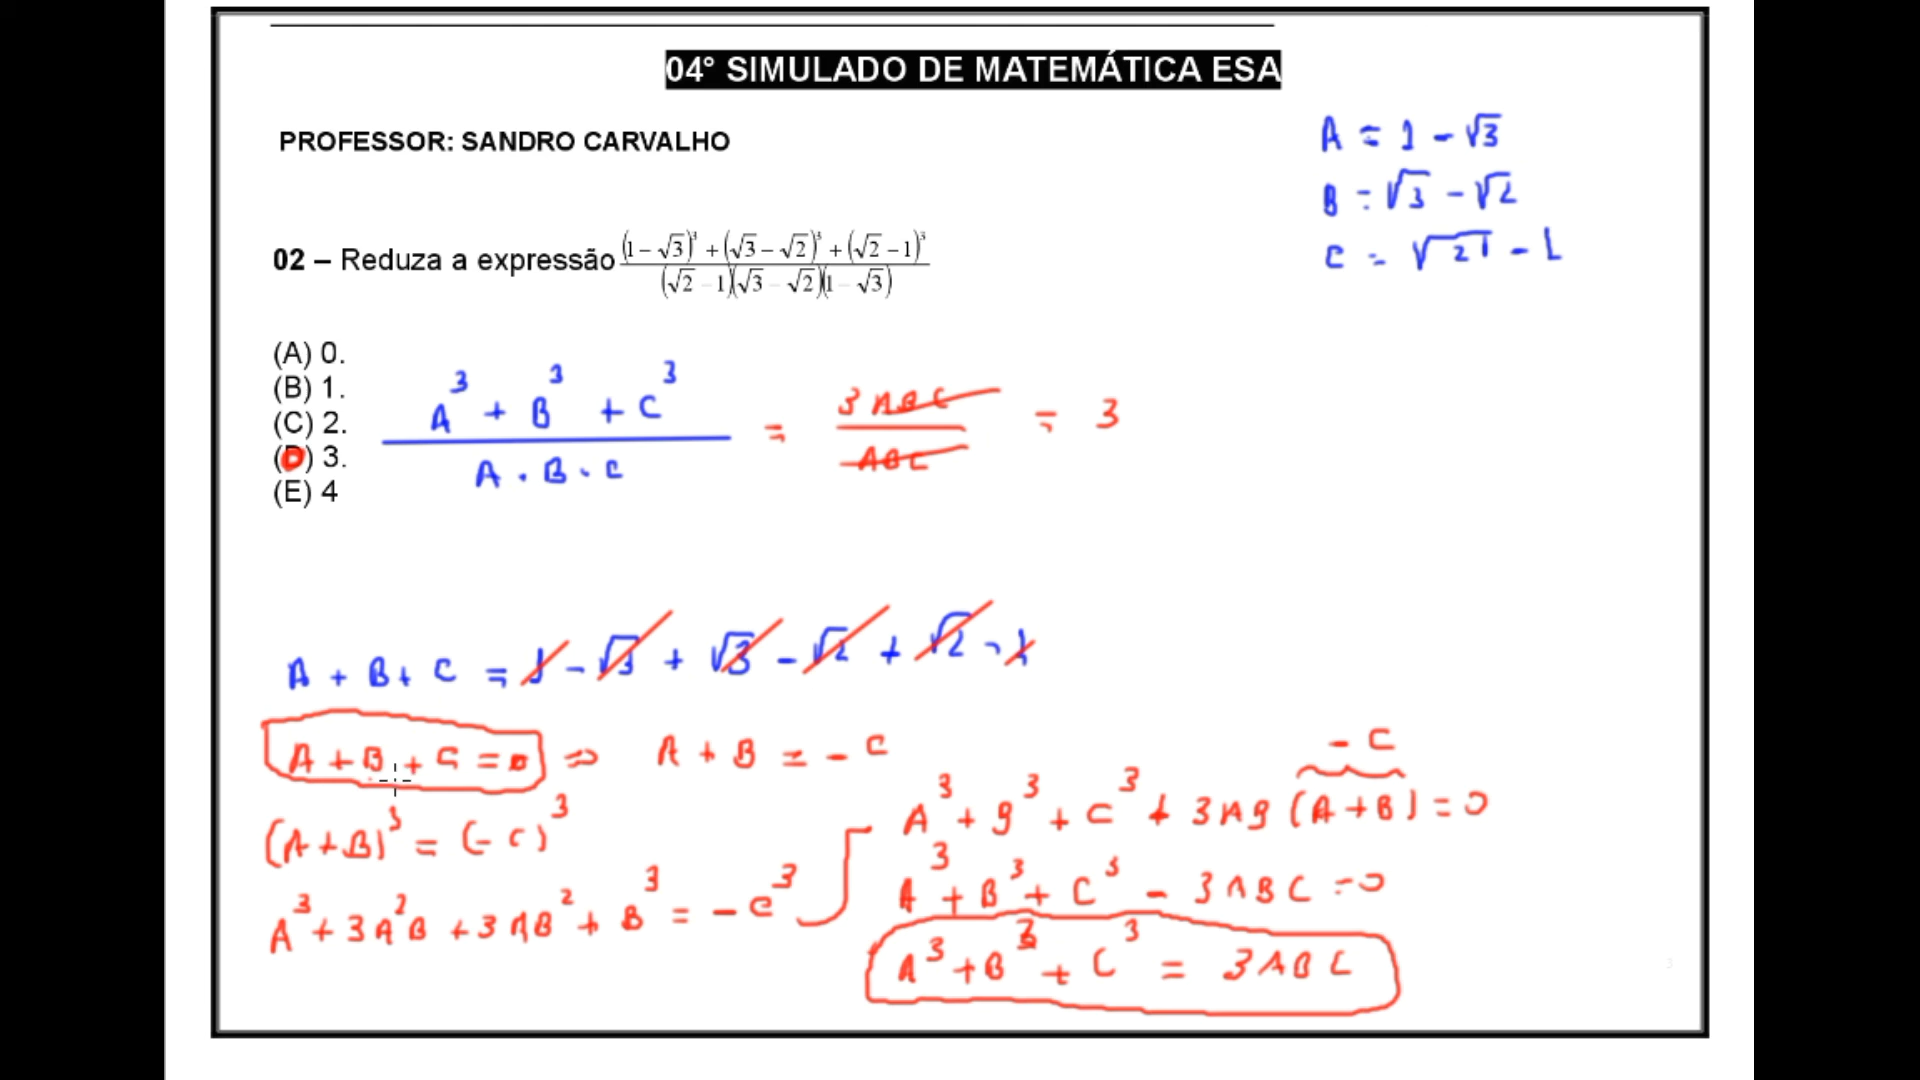 04° SIMULADO DE MATEMÁTICA ESA
PROFESSOR: SANDRO CARVALHO
A = 1 - √3
B = √3 - √2
C = √2 - 1
02 – Reduza a expressão ((1 - √3)³ + (√3 - √2)³ + (√2 - 1)³) / ((√2 - 1)(√3 - √2)(1 - √3))
(A) 0.
(B) 1.
(C) 2.
(D) 3.
(E) 4
(A³ + B³ + C³) / (A · B · C) = 3ABC / ABC = 3
A + B + C = 1 - √3 + √3 - √2 + √2 - 1
A + B + C = 0 ⇒ A + B = - C
(A + B)³ = (- C)³
A³ + 3A²B + 3AB² + B³ = - C³
- C
A³ + B³ + C³ + 3AB (A + B) = 0
A³ + B³ + C³ - 3ABC = 0
A³ + B³ + C³ = 3ABC
3